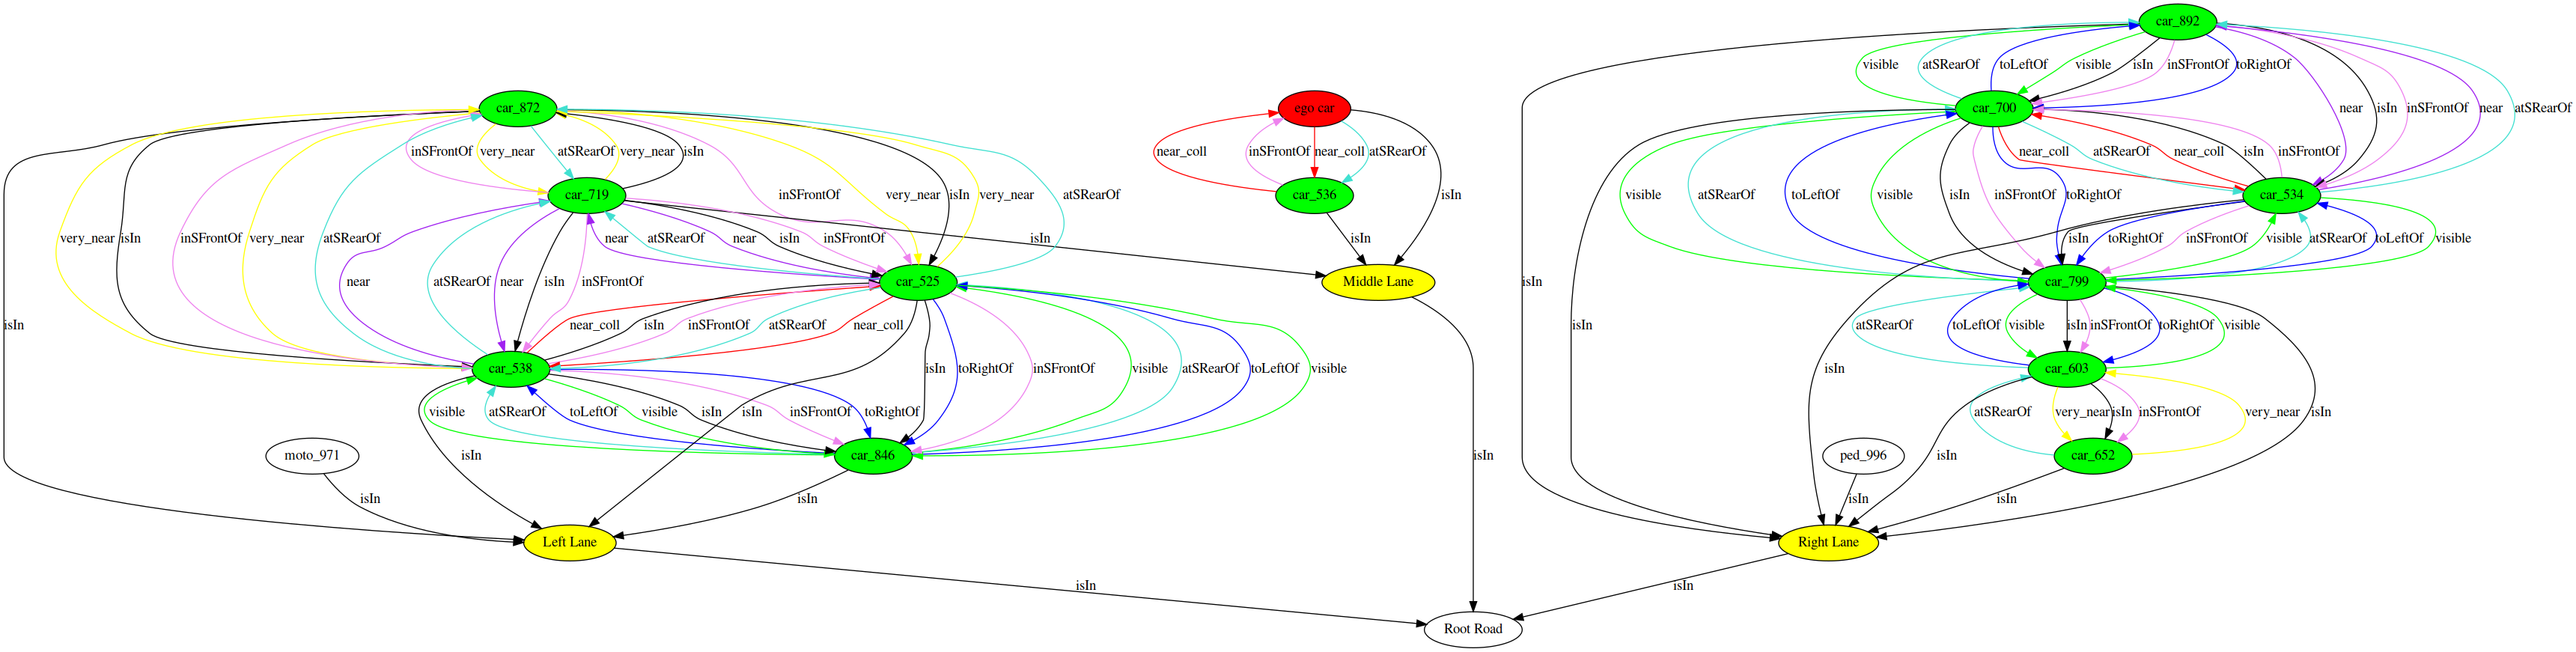 car_892
visible
atSRearOf
toLeftOf
visible
isIn
inSFrontOf
toRightOf
near
isIn
inSFrontOf
near
atSRearOf
car_872
ego car
car_700
inSFrontOf
very_near
atSRearOf
very_near
isIn
near_coll
inSFrontOf
near_coll
atSRearOf
near_coll
atSRearOf
near_coll
isIn
inSFrontOf
car_719
inSFrontOf
very_near
isIn
very_near
atSRearOf
car_536
isIn
visible
atSRearOf
toLeftOf
visible
isIn
inSFrontOf
toRightOf
car_534
very_near
isIn
inSFrontOf
very_near
atSRearOf
near
atSRearOf
near
isIn
inSFrontOf
isIn
isIn
isIn
toRightOf
inSFrontOf
visible
atSRearOf
toLeftOf
visible
near
atSRearOf
near
isIn
inSFrontOf
car_525
Middle Lane
isIn
car_799
isIn
near_coll
isIn
inSFrontOf
atSRearOf
near_coll
isIn
atSRearOf
toLeftOf
visible
isIn
inSFrontOf
toRightOf
visible
car_538
isIn
toRightOf
inSFrontOf
visible
atSRearOf
toLeftOf
visible
isIn
car_603
visible
atSRearOf
toLeftOf
visible
isIn
isIn
inSFrontOf
toRightOf
atSRearOf
very_near
isIn
inSFrontOf
very_near
isIn
moto_971
isIn
car_846
isIn
ped_996
isIn
car_652
isIn
isIn
isIn
isIn
Left Lane
Right Lane
isIn
isIn
Root Road